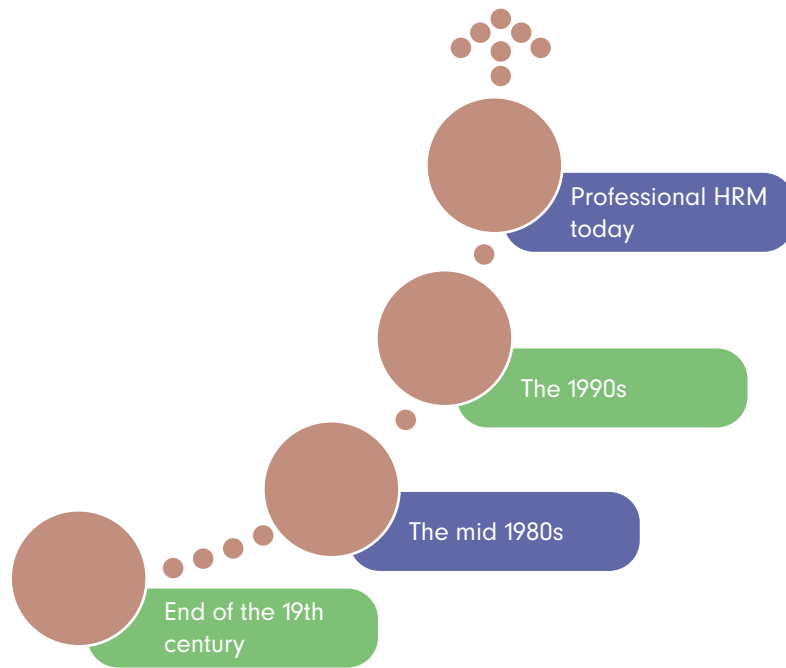 Professional HRM
today
The 1990s
The mid 1980s
End of the 19th
century